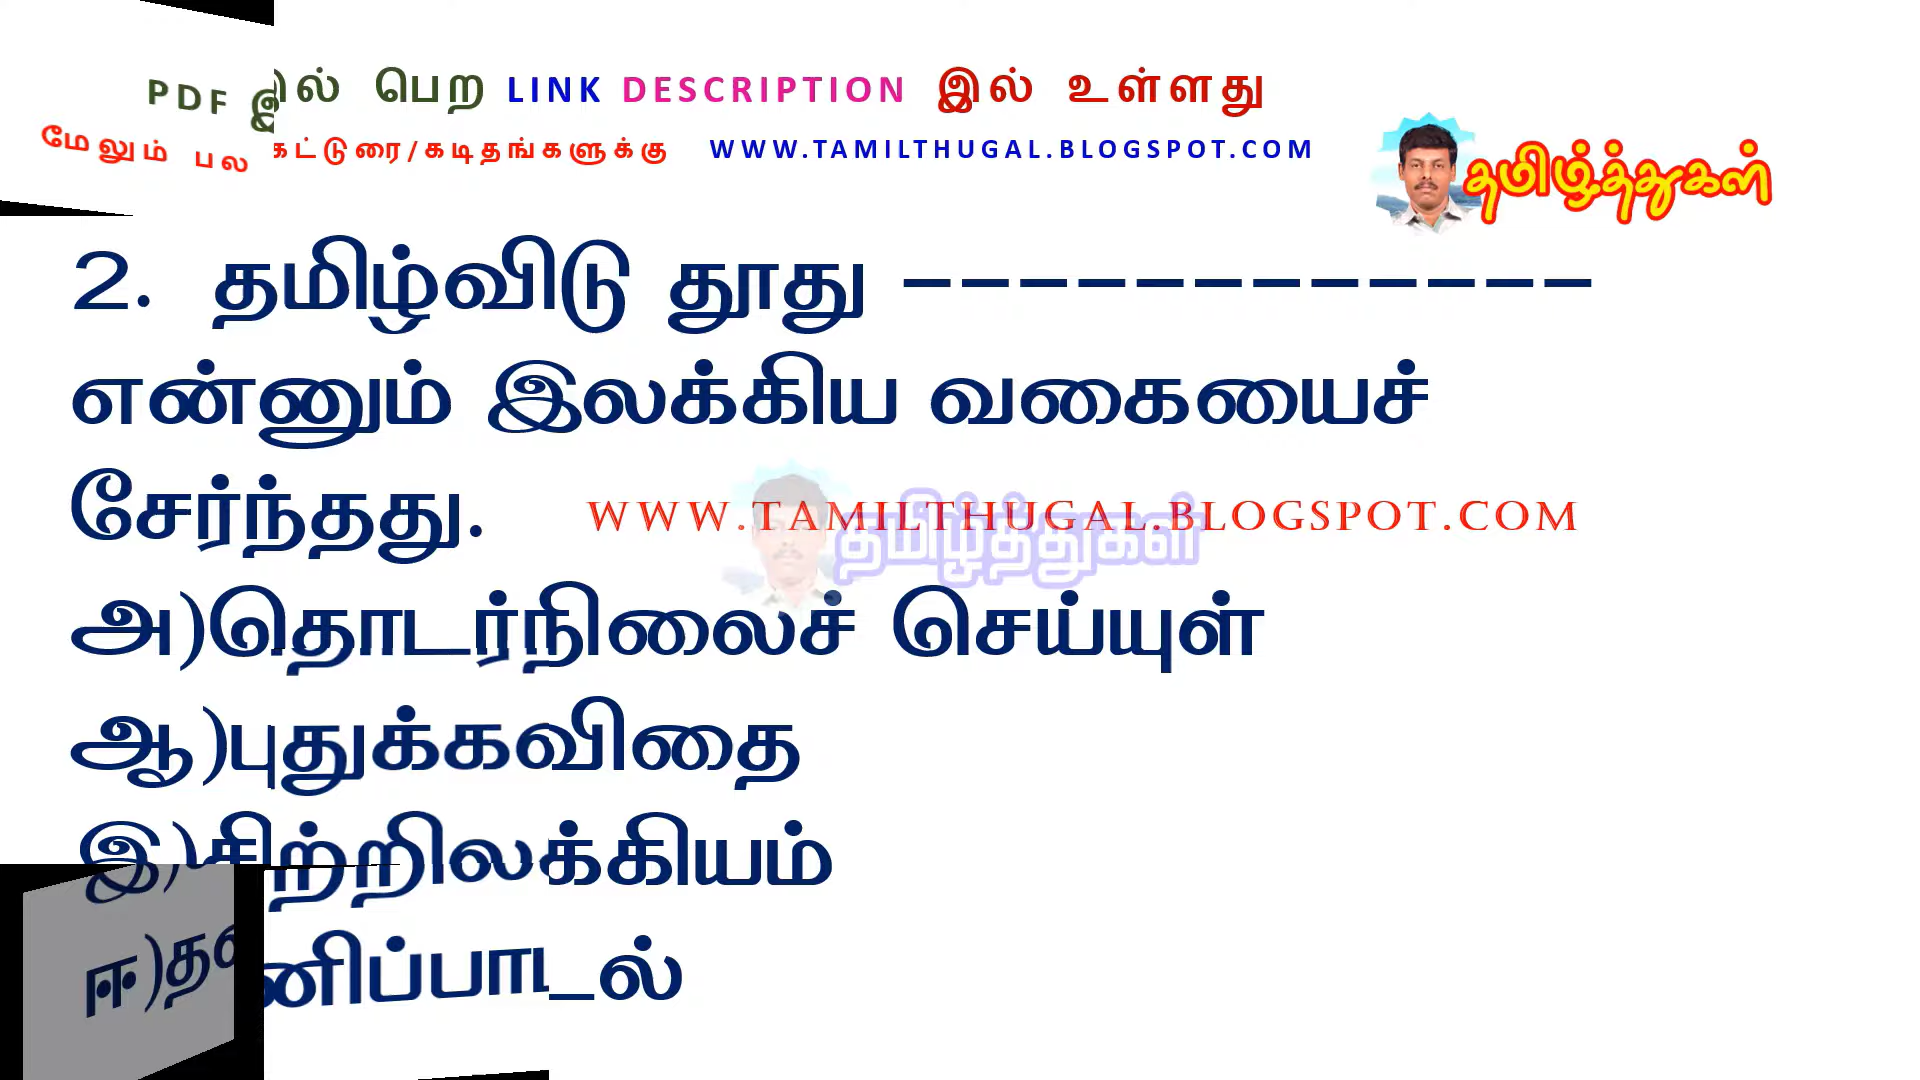 PDF இல் பெற LINK DESCRIPTION இல் உள்ளது
மேலும் பல கட்டுரை/கடிதங்களுக்கு WWW.TAMILTHUGAL.BLOGSPOT.COM
தமிழ்த்துகள்
2. தமிழ்விடு தூது -------------
என்னும் இலக்கிய வகையைச்
சேர்ந்தது. WWW.TAMILTHUGAL.BLOGSPOT.COM
தமிழ்த்துகள்
அ)தொடர்நிலைச் செய்யுள்
ஆ)புதுக்கவிதை
இ)சிற்றிலக்கியம்
ஈ)தனிப்பாடல்